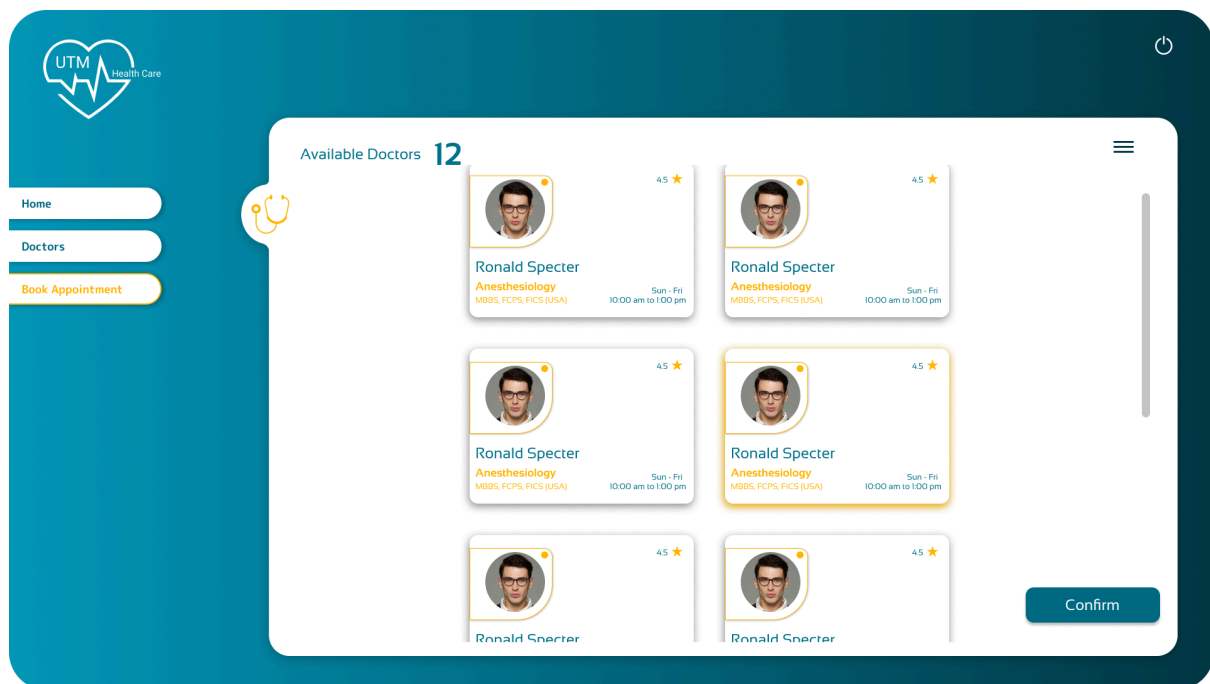 UTM
Health Care
Available Doctors 12
Home
Doctors
Book Appointment
4.5
Ronald Specter
Anesthesiology
MBBS, FCPS, FICS (USA)
Sun - Fri
10:00 am to 1:00 pm
4.5
Ronald Specter
Anesthesiology
MBBS, FCPS, FICS (USA)
Sun - Fri
10:00 am to 1:00 pm
4.5
Ronald Specter
Anesthesiology
MBBS, FCPS, FICS (USA)
Sun - Fri
10:00 am to 1:00 pm
4.5
Ronald Specter
Anesthesiology
MBBS, FCPS, FICS (USA)
Sun - Fri
10:00 am to 1:00 pm
4.5
Ronald Specter
4.5
Ronald Specter
Confirm